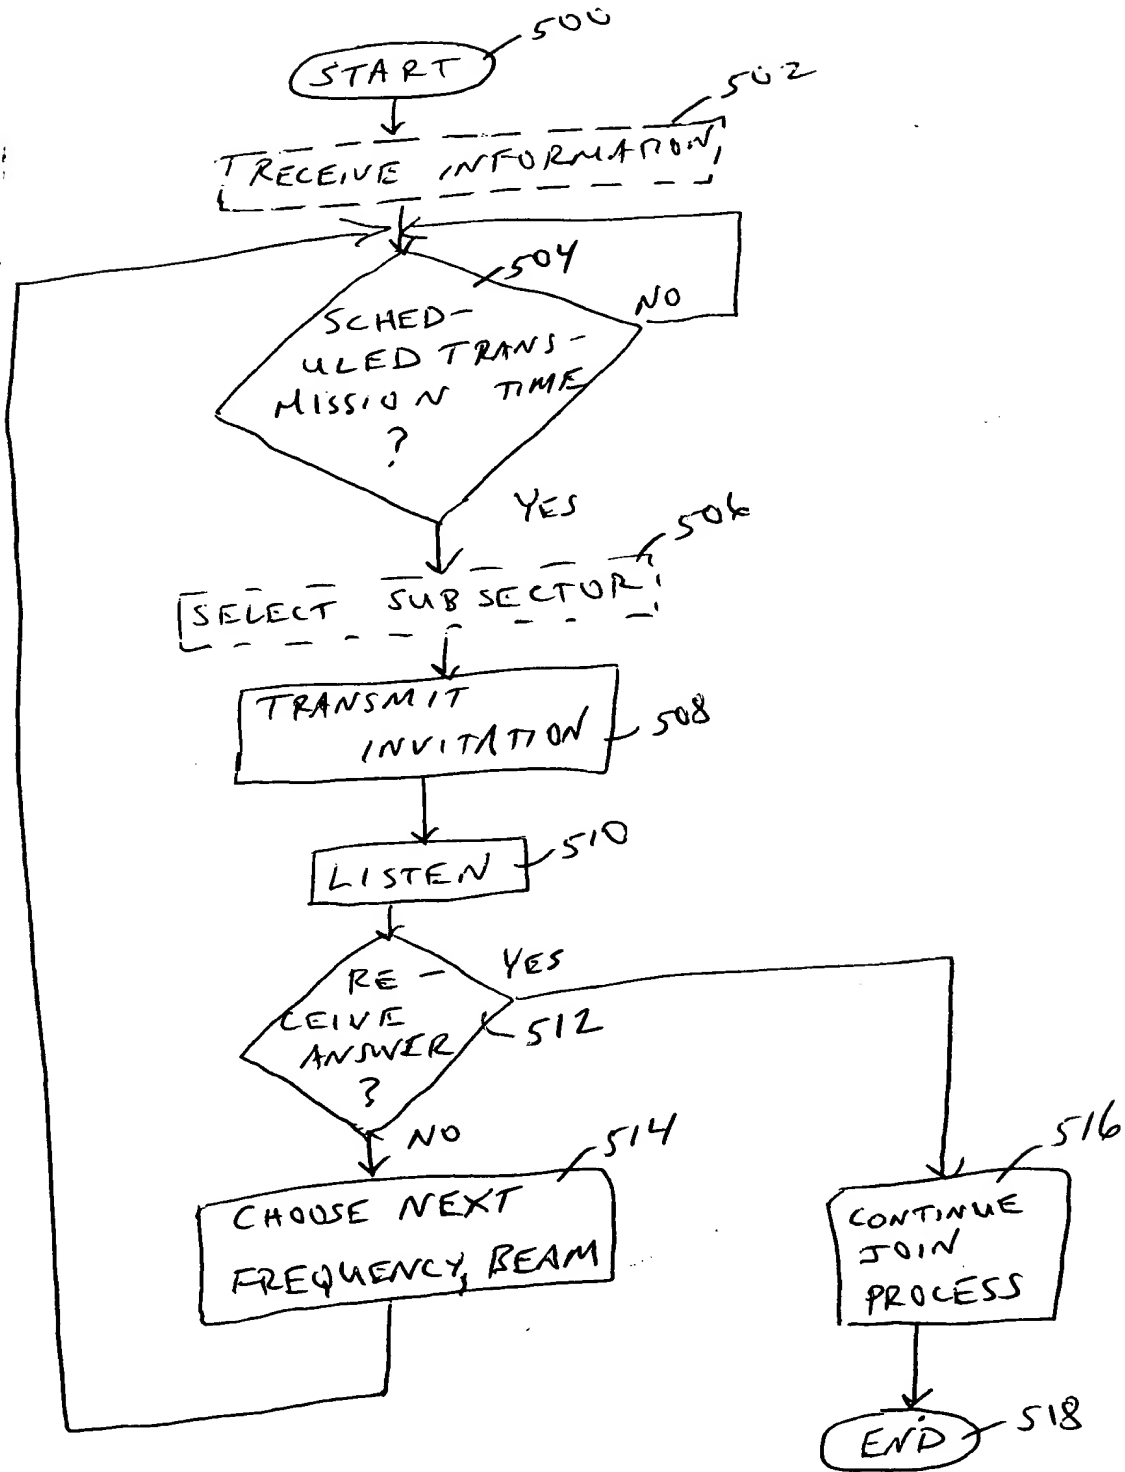 500
START
502
RECEIVE INFORMATION
504
NO
SCHED-
ULED TRANS-
MISSION TIME
?
YES
506
SELECT SUBSECTOR
TRANSMIT
INVITATION
508
LISTEN
510
YES
RE-
CEIVE
ANSWER
?
512
NO
514
CHOOSE NEXT
FREQUENCY, BEAM
516
CONTINUE
JOIN
PROCESS
END
518